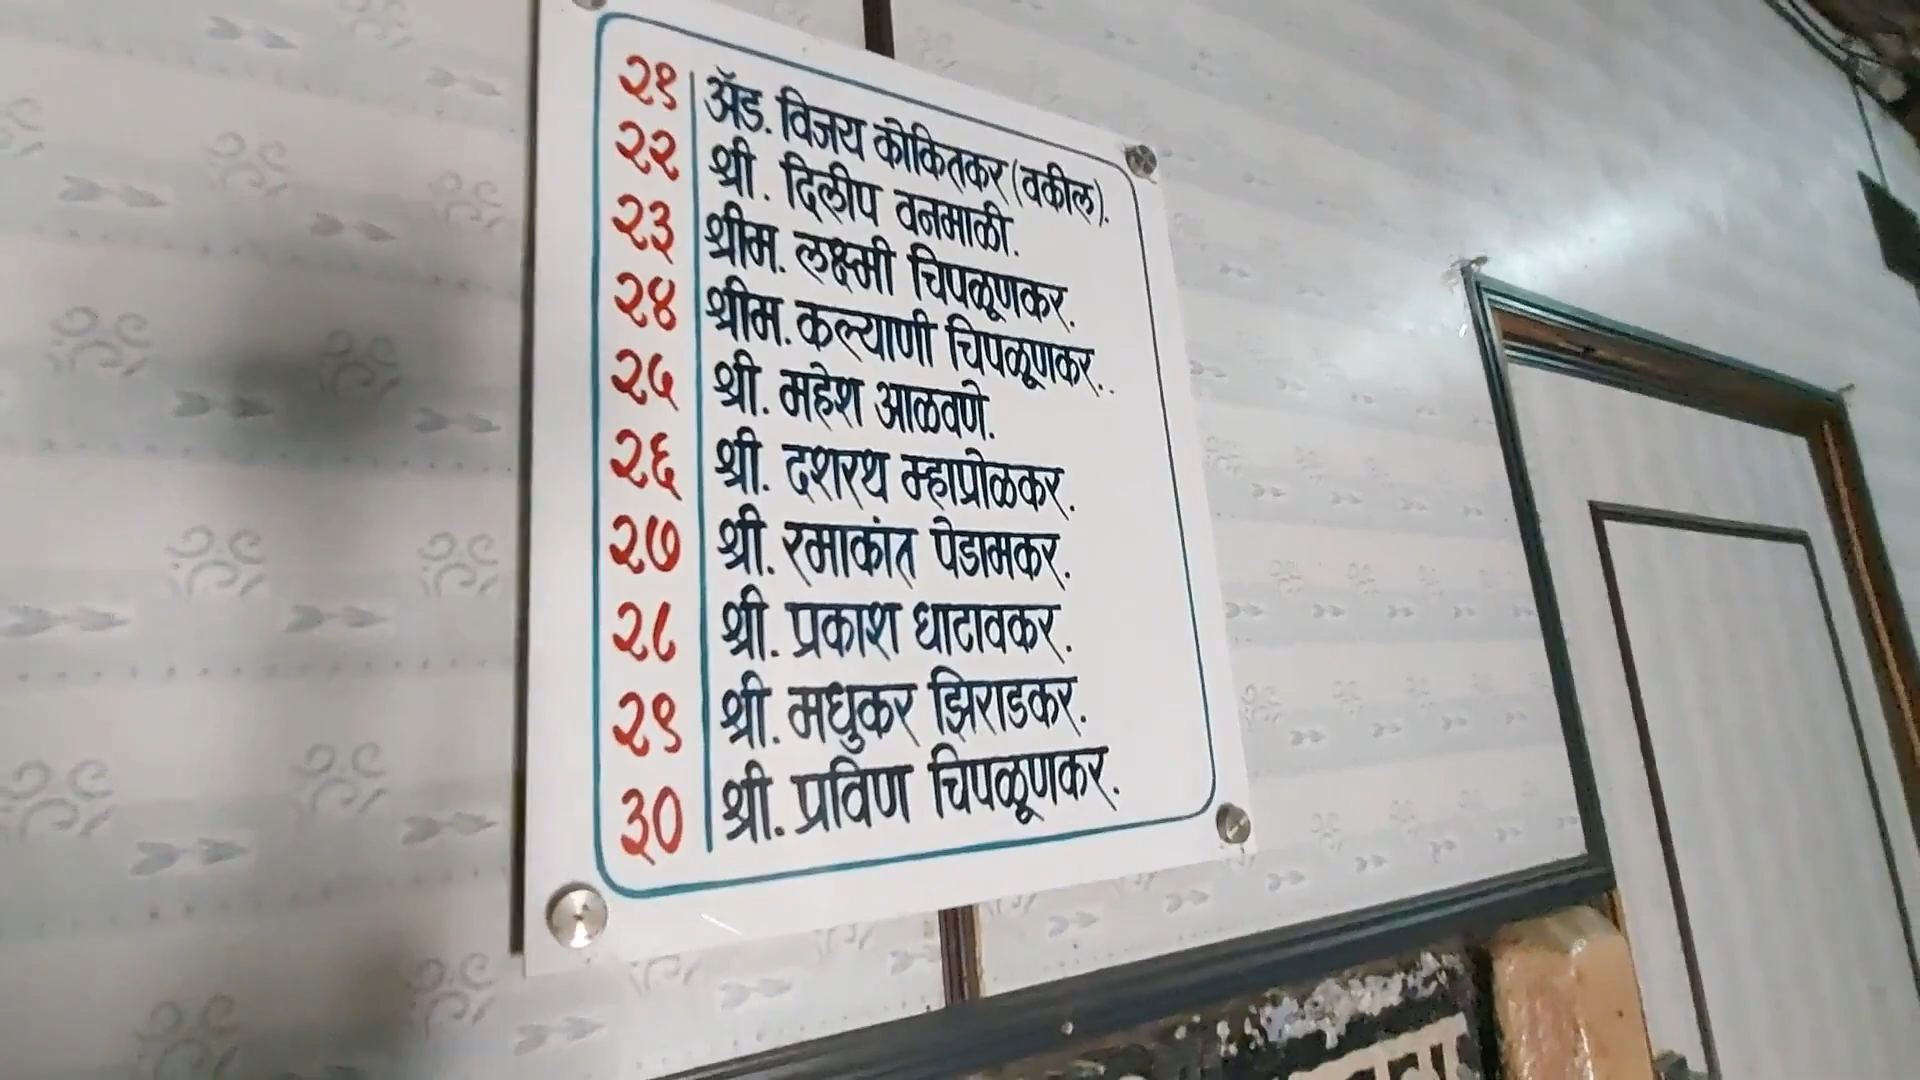 २१ ॲड. विजय कोकितकर (वकील).
२२ श्री. दिलीप वनमाळी.
२३ श्रीम. लक्ष्मी चिपळूणकर.
२४ श्रीम. कल्याणी चिपळूणकर..
२५ श्री. महेश आळवणे.
२६ श्री. दशरथ म्हाप्रोळकर.
२७ श्री. रमाकांत पेडामकर.
२८ श्री. प्रकाश धाटावकर.
२९ श्री. मधुकर झिराडकर.
३० श्री. प्रविण चिपळूणकर.